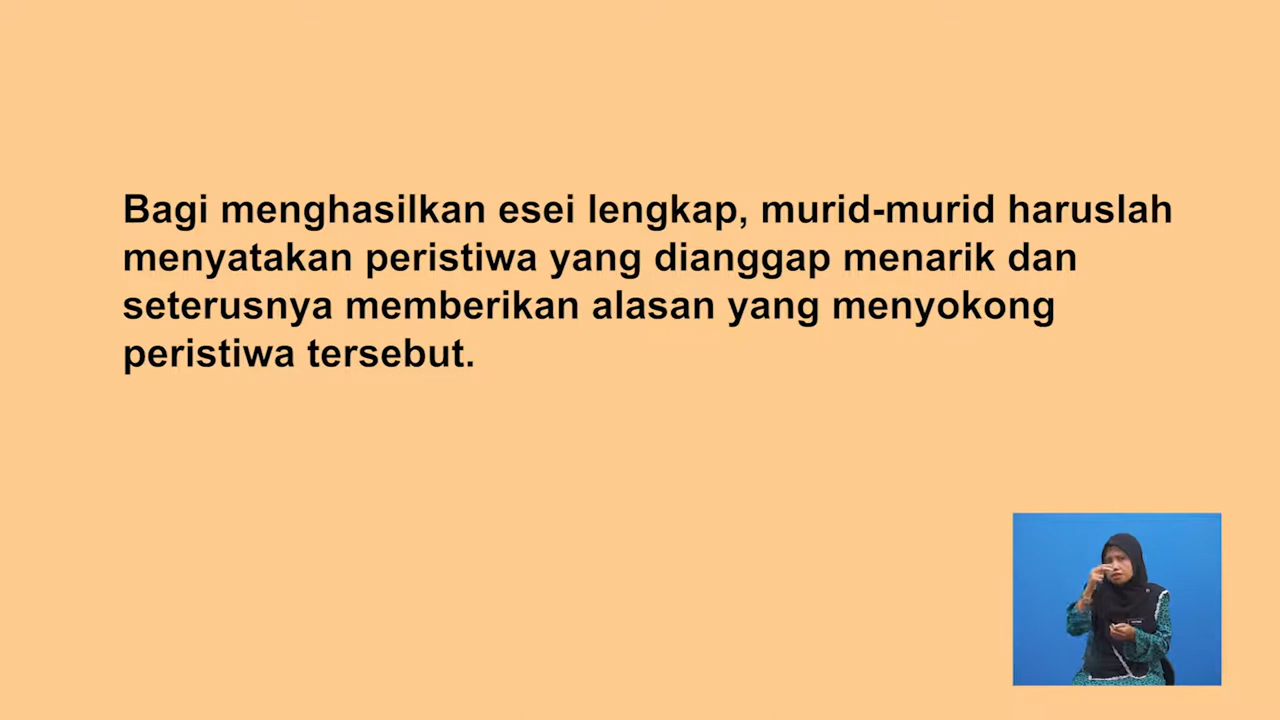 Bagi menghasilkan esei lengkap, murid-murid haruslah
menyatakan peristiwa yang dianggap menarik dan
seterusnya memberikan alasan yang menyokong
peristiwa tersebut.